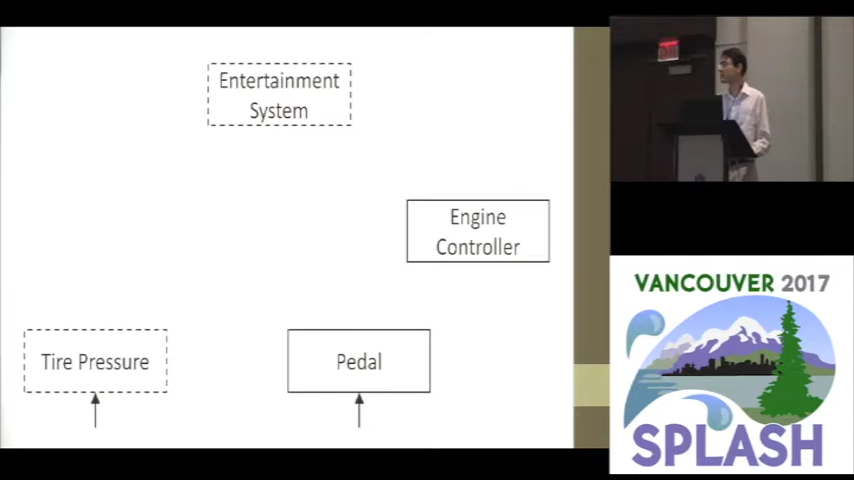 Entertainment
System
Engine
Controller
Tire Pressure
Pedal
VANCOUVER 2017
SPLASH